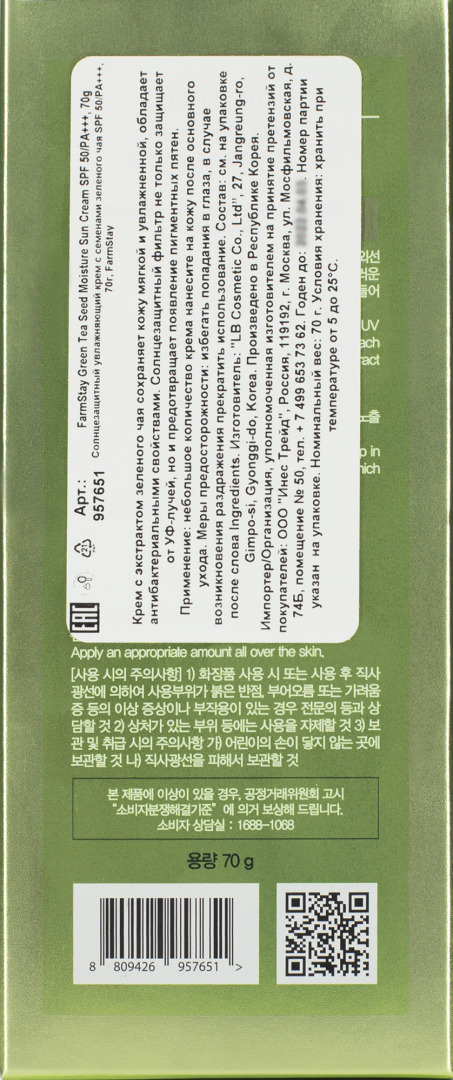 FarmStay Green Tea Seed Moisture Sun Cream SPF 50/PA+++, 70g
Солнцезащитный увлажняющий крем с семенами зеленого чая SPF 50/PA+++,
70г, FarmStay
Арт.:
957651
EAC
Крем с экстрактом зеленого чая сохраняет кожу мягкой и увлажненной, обладает
антибактериальными свойствами. Солнцезащитный фильтр не только защищает
от УФ-лучей, но и предотвращает появление пигментных пятен.
Применение: небольшое количество крема нанесите на кожу после основного
ухода. Меры предосторожности: избегать попадания в глаза, в случае
возникновения раздражения прекратить использование. Состав: см. на упаковке
после слова Ingredients. Изготовитель: "LB Cosmetic Co., Ltd", 27, Jangreung-ro,
Gimpo-si, Gyonggi-do, Korea. Произведено в Республике Корея.
Импортер/Организация, уполномоченная изготовителем на принятие претензий от
покупателей: ООО "Инес Трейд", Россия, 119192, г. Москва, ул. Мосфильмовская, д.
74Б, помещение № 50, тел. + 7 499 653 73 62. Годен до: . Номер партии
указан на упаковке. Номинальный вес: 70 г. Условия хранения: хранить при
температуре от 5 до 25°С.
UV
Apply an appropriate amount all over the skin.
[사용 시의 주의사항] 1) 화장품 사용 시 또는 사용 후 직사
광선에 의하여 사용부위가 붉은 반점, 부어오름 또는 가려움
증 등의 이상 증상이나 부작용이 있는 경우 전문의 등과 상
담할 것 2) 상처가 있는 부위 등에는 사용을 자제할 것 3) 보
관 및 취급 시의 주의사항 가) 어린이의 손이 닿지 않는 곳에
보관할 것 나) 직사광선을 피해서 보관할 것
본 제품에 이상이 있을 경우, 공정거래위원회 고시
"소비자분쟁해결기준" 에 의거 보상해 드립니다.
소비자 상담실 : 1688-1068
용량 70 g
8 809426 957651 >